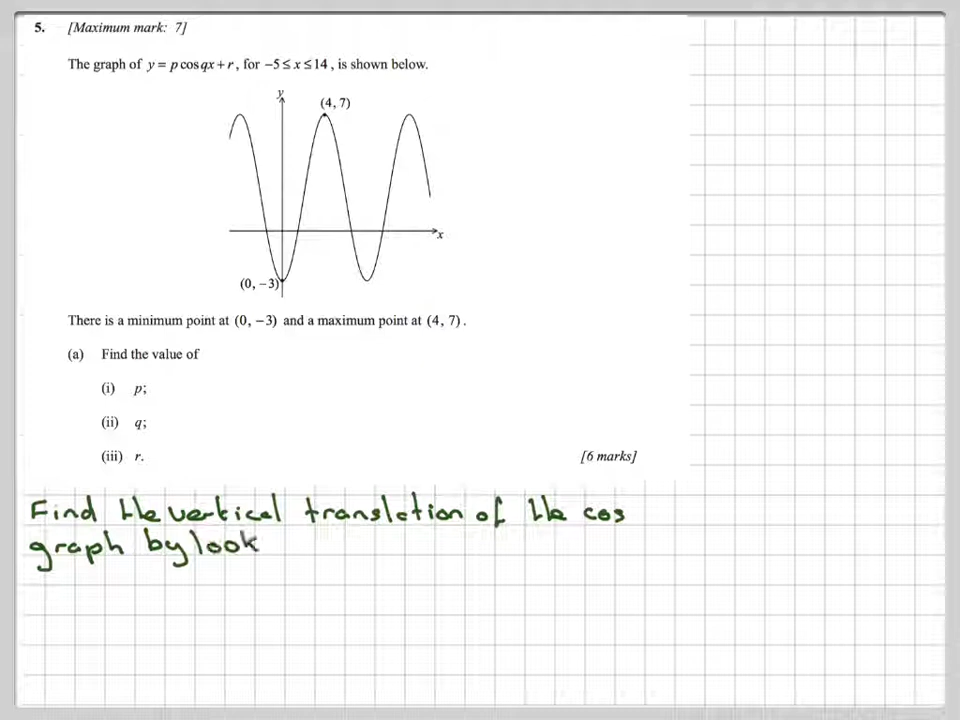 5. [Maximum mark: 7]
The graph of y = p cos qx + r, for −5 ≤ x ≤ 14, is shown below.
y
(4, 7)
x
(0, −3)
There is a minimum point at (0, −3) and a maximum point at (4, 7).
(a) Find the value of
(i) p;
(ii) q;
(iii) r. [6 marks]
Find the vertical translation of the cos
graph by look